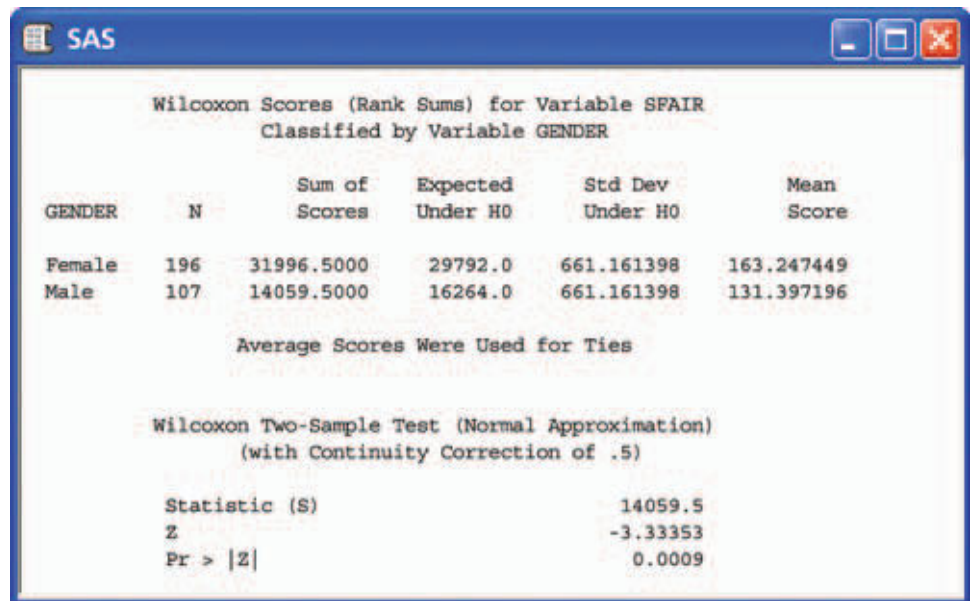 SAS
Wilcoxon Scores (Rank Sums) for Variable SFAIR
Classified by Variable GENDER
Sum of Expected Std Dev Mean
GENDER N Scores Under H0 Under H0 Score
Female 196 31996.5000 29792.0 661.161398 163.247449
Male 107 14059.5000 16264.0 661.161398 131.397196
Average Scores Were Used for Ties
Wilcoxon Two-Sample Test (Normal Approximation)
(with Continuity Correction of .5)
Statistic (S) 14059.5
Z -3.33353
Pr > |Z| 0.0009